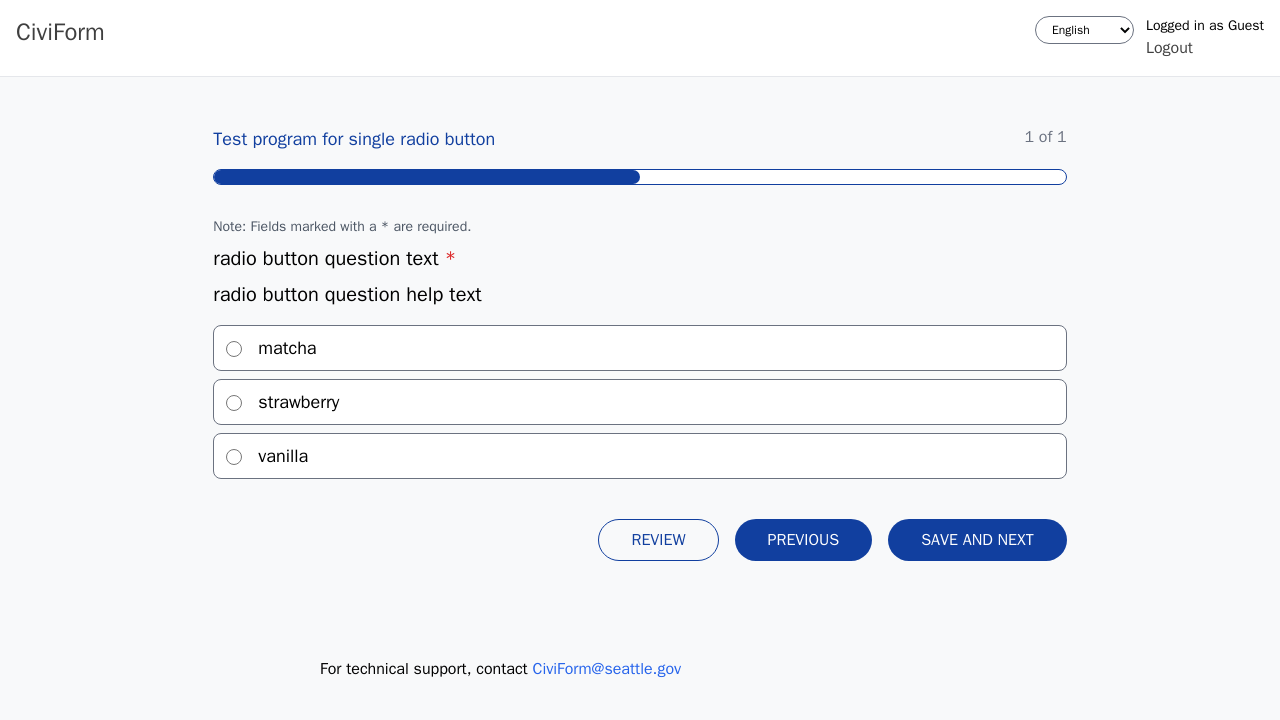 CiviForm
English
Logged in as Guest
Logout
Test program for single radio button
1 of 1
Note: Fields marked with a * are required.
radio button question text *
radio button question help text
matcha
strawberry
vanilla
REVIEW
PREVIOUS
SAVE AND NEXT
For technical support, contact CiviForm@seattle.gov